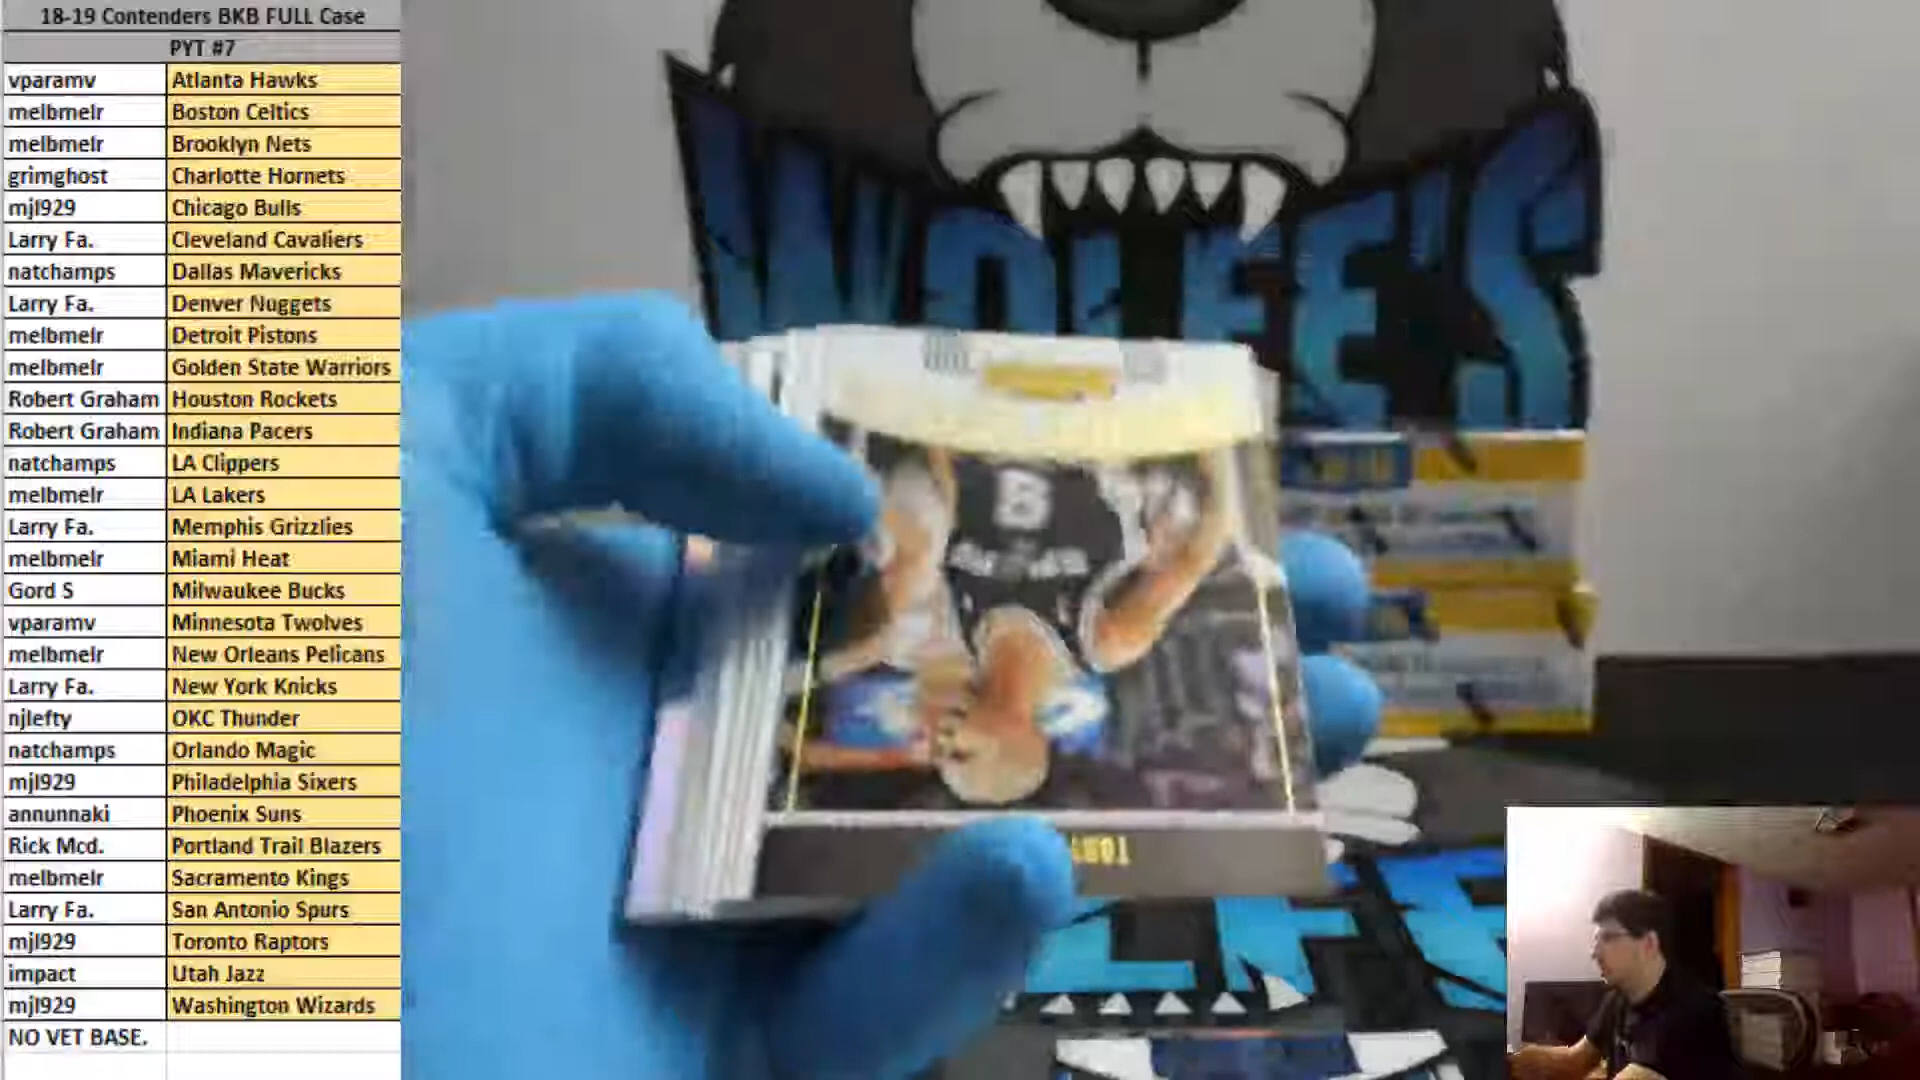 18-19 Contenders BKB FULL Case
PYT #7
vparamv Atlanta Hawks
melbmelr Boston Celtics
melbmelr Brooklyn Nets
grimghost Charlotte Hornets
mjl929 Chicago Bulls
Larry Fa. Cleveland Cavaliers
natchamps Dallas Mavericks
Larry Fa. Denver Nuggets
melbmelr Detroit Pistons
melbmelr Golden State Warriors
Robert Graham Houston Rockets
Robert Graham Indiana Pacers
natchamps LA Clippers
melbmelr LA Lakers
Larry Fa. Memphis Grizzlies
melbmelr Miami Heat
Gord S Milwaukee Bucks
vparamv Minnesota Twolves
melbmelr New Orleans Pelicans
Larry Fa. New York Knicks
njlefty OKC Thunder
natchamps Orlando Magic
mjl929 Philadelphia Sixers
annunnaki Phoenix Suns
Rick Mcd. Portland Trail Blazers
melbmelr Sacramento Kings
Larry Fa. San Antonio Spurs
mjl929 Toronto Raptors
impact Utah Jazz
mjl929 Washington Wizards
NO VET BASE.
WOLFE'S